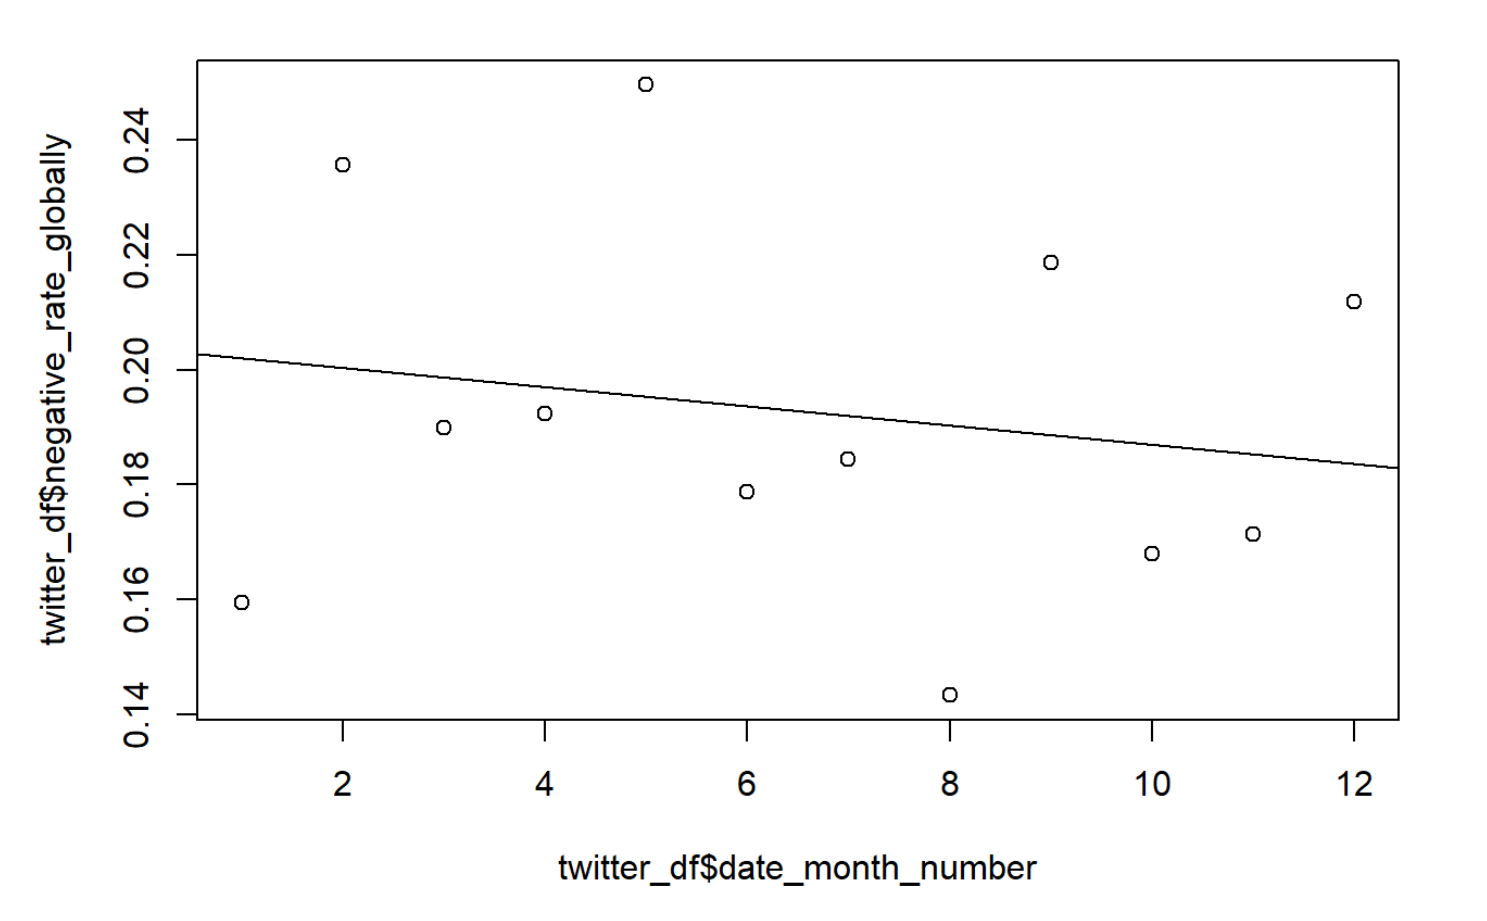 twitter_df$negative_rate_globally
0.24
0.22
0.20
0.18
0.16
0.14
2 4 6 8 10 12
twitter_df$date_month_number